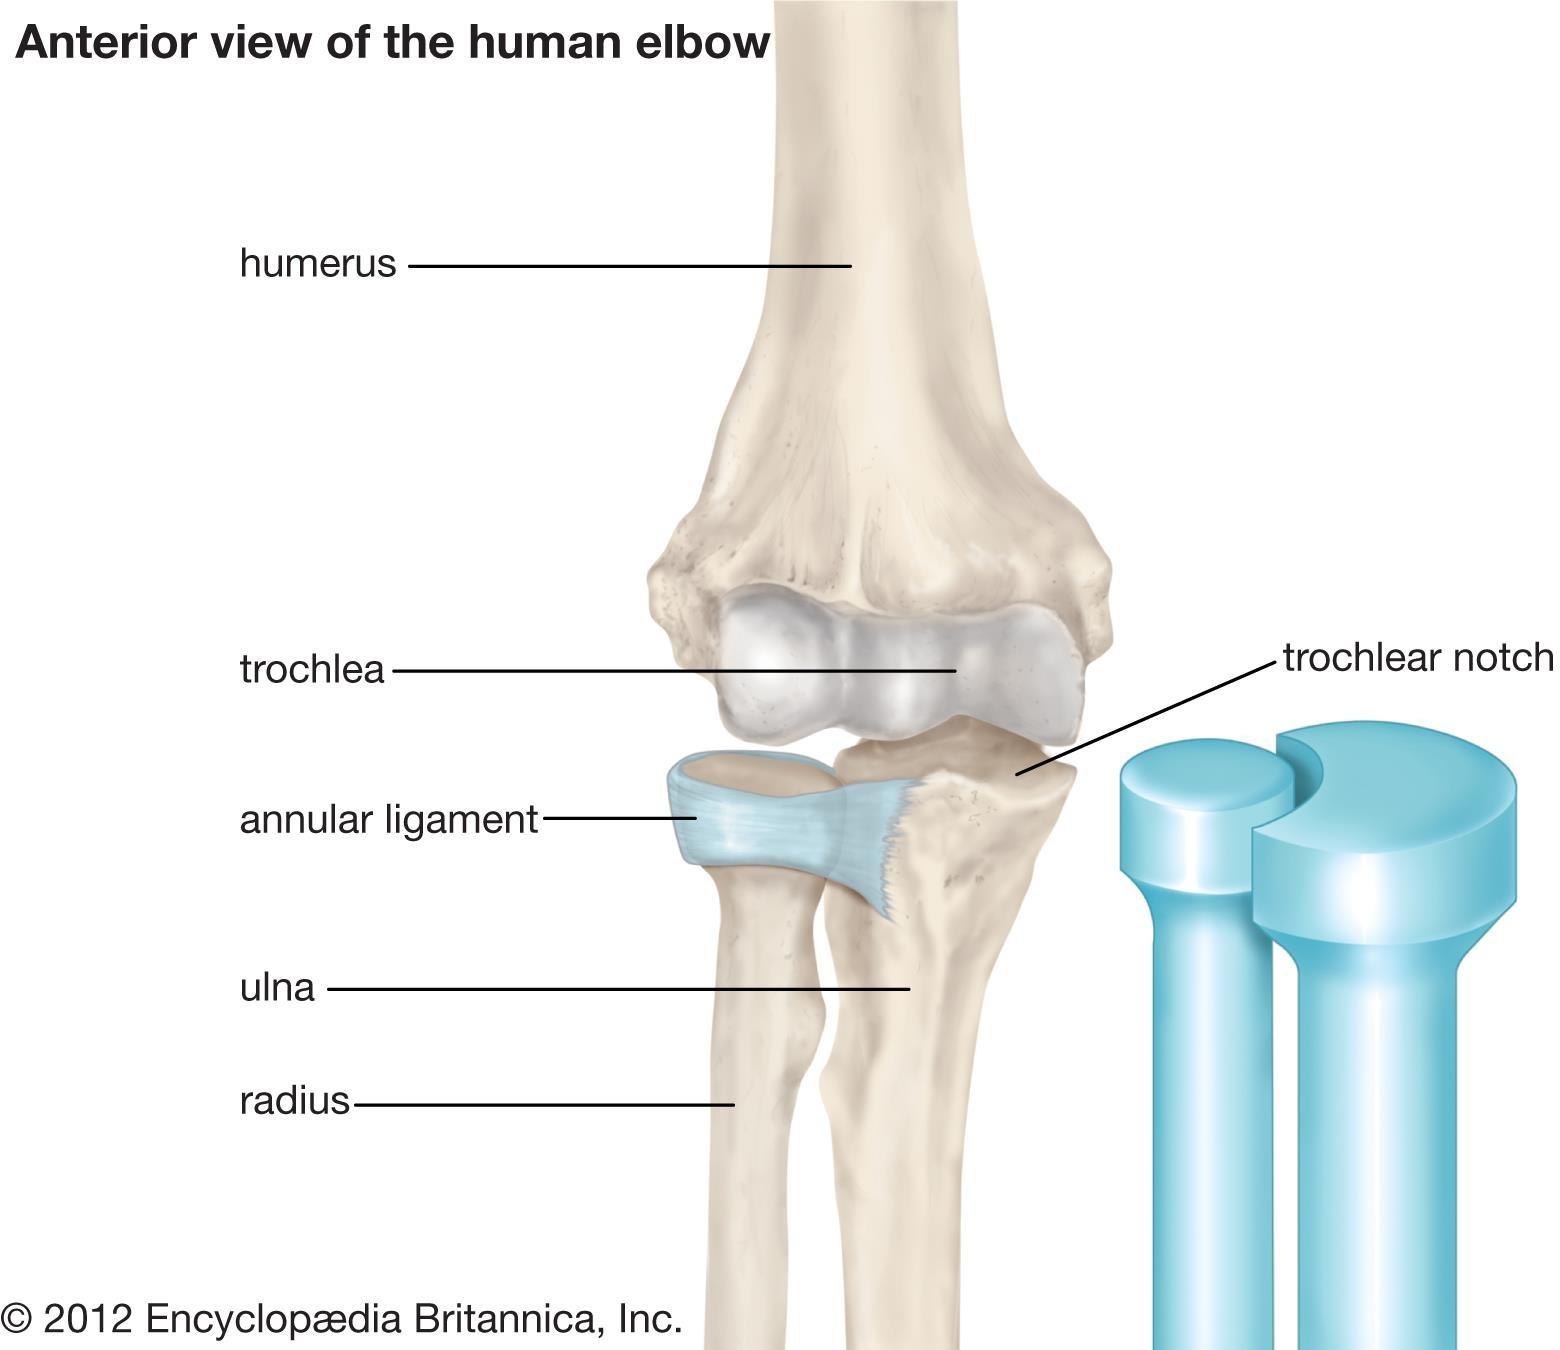 Anterior view of the human elbow
humerus
trochlea
trochlear notch
annular ligament
ulna
radius
© 2012 Encyclopædia Britannica, Inc.